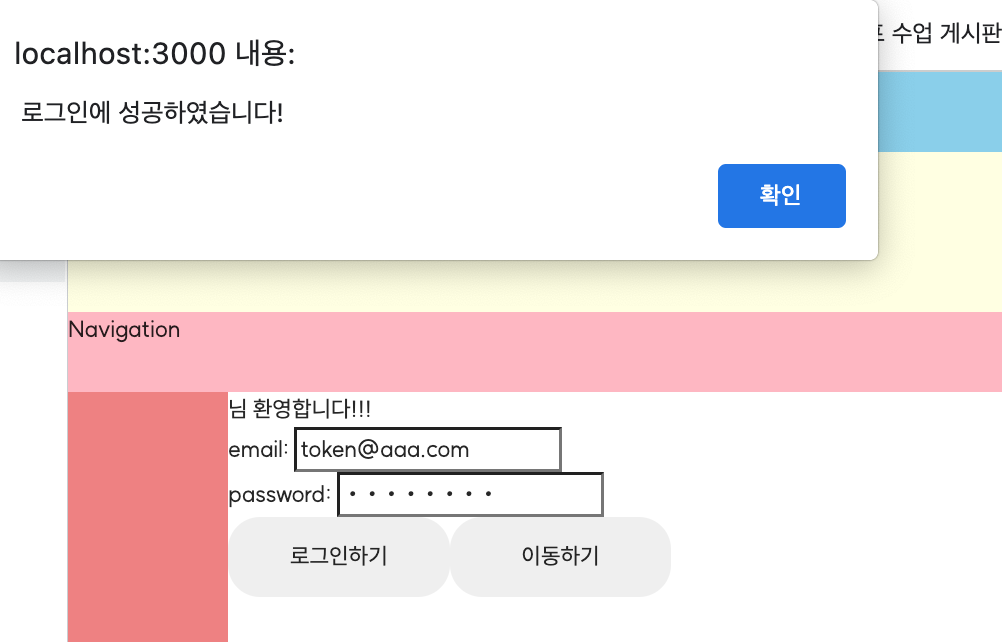 수업 게시판
localhost:3000 내용:
로그인에 성공하였습니다!
확인
Navigation
님 환영합니다!!!
email: token@aaa.com
password: ••••••••
로그인하기 이동하기